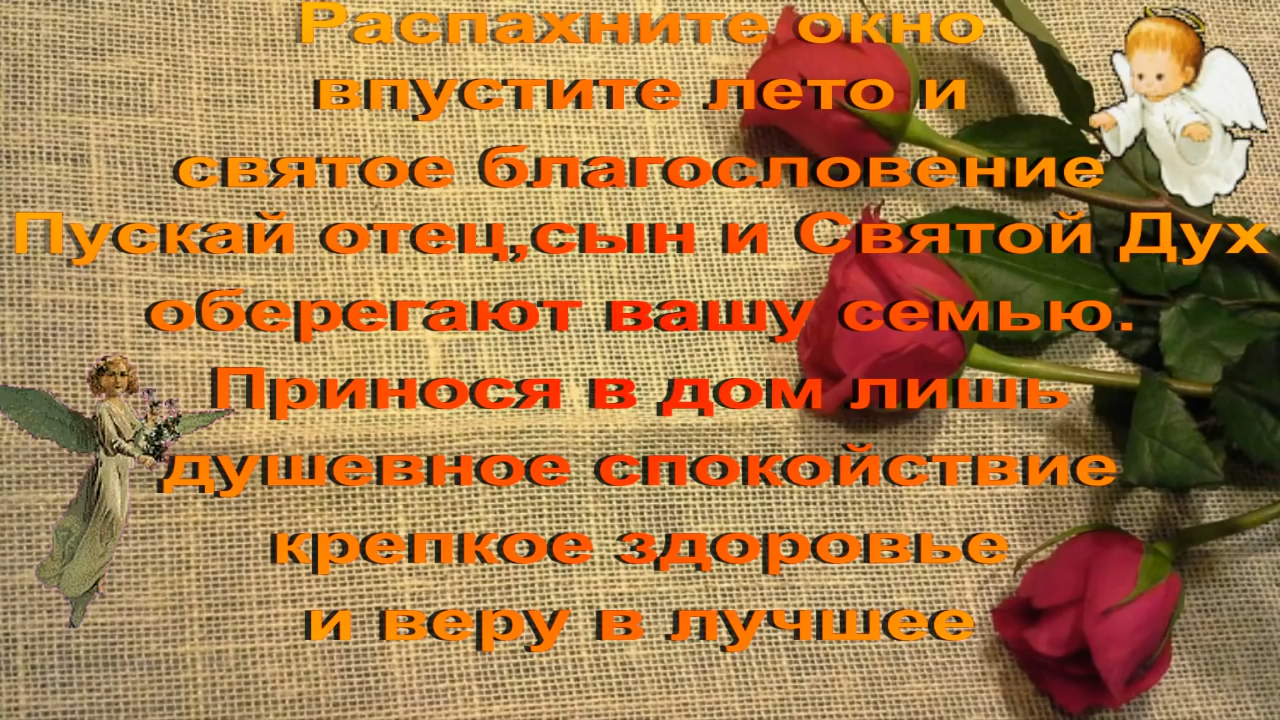 Распахните окно
впустите лето и
святое благословение
Пускай отец,сын и Святой Дух
оберегают вашу семью.
Принося в дом лишь
душевное спокойствие
крепкое здоровье
и веру в лучшее